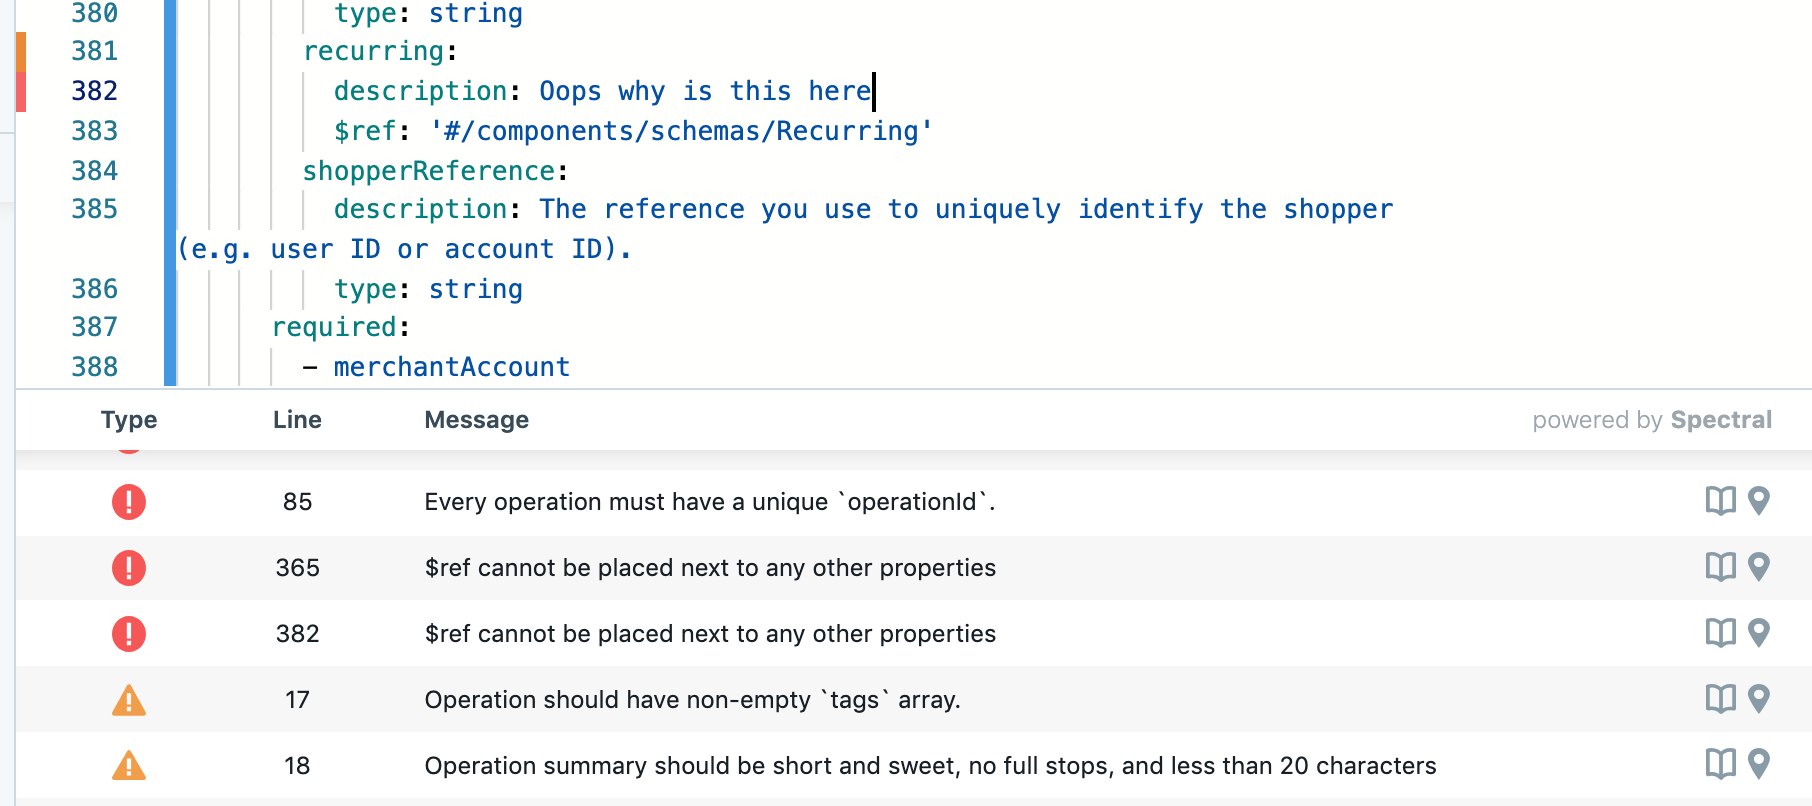 380 type: string
381 recurring:
382 description: Oops why is this here
383 $ref: '#/components/schemas/Recurring'
384 shopperReference:
385 description: The reference you use to uniquely identify the shopper
(e.g. user ID or account ID).
386 type: string
387 required:
388 - merchantAccount
Type Line Message powered by Spectral
85 Every operation must have a unique `operationId`.
365 $ref cannot be placed next to any other properties
382 $ref cannot be placed next to any other properties
17 Operation should have non-empty `tags` array.
18 Operation summary should be short and sweet, no full stops, and less than 20 characters